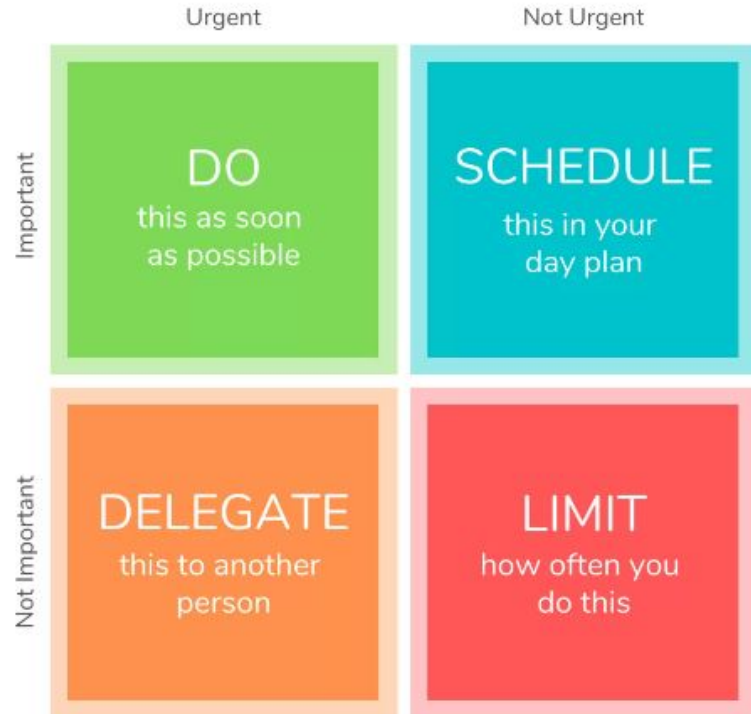 Urgent
Not Urgent
Important
DO
this as soon
as possible
SCHEDULE
this in your
day plan
Not Important
DELEGATE
this to another
person
LIMIT
how often you
do this